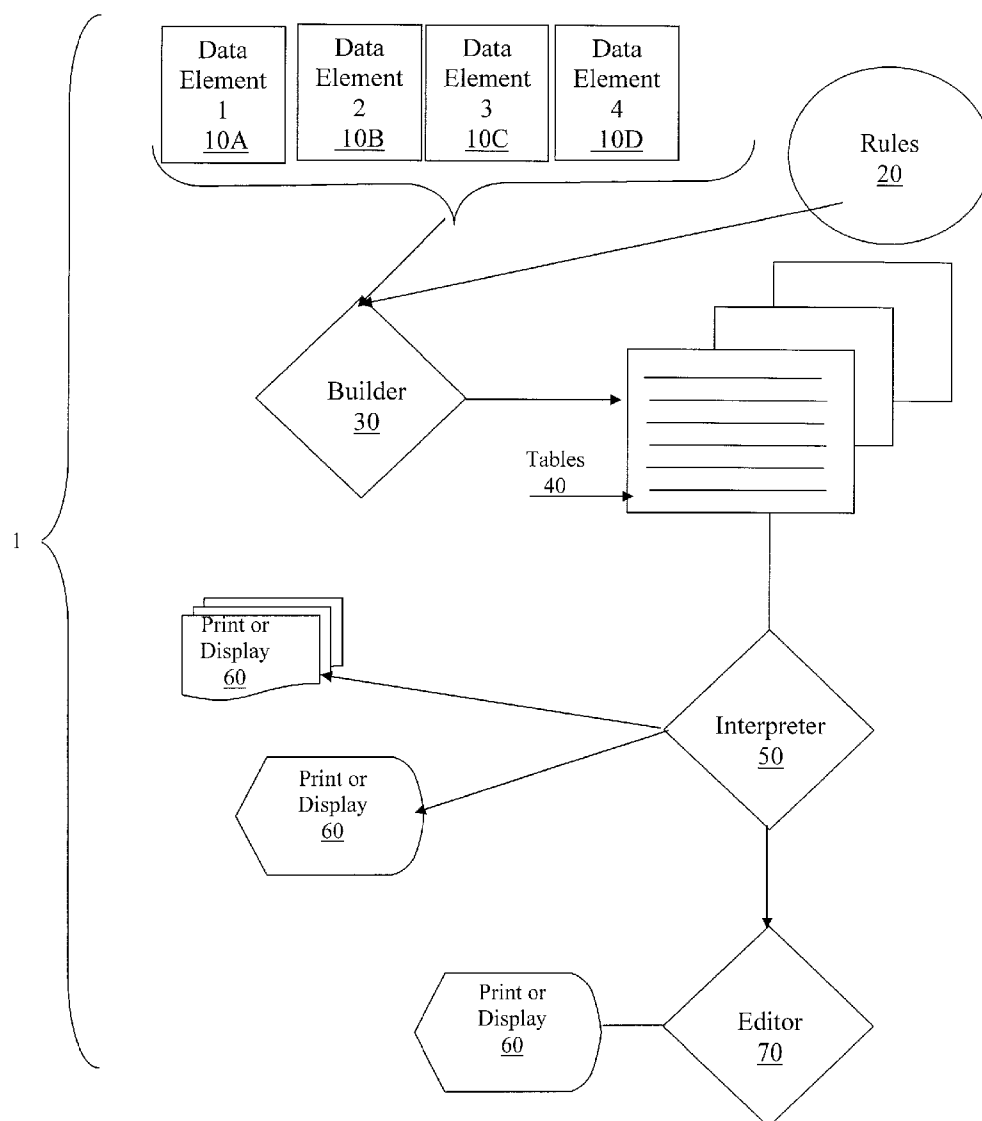 Data
Element
1
10A
Data
Element
2
10B
Data
Element
3
10C
Data
Element
4
10D
Rules
20
Builder
30
Tables
40
1
Print or
Display
60
Interpreter
50
Print or
Display
60
Print or
Display
60
Editor
70